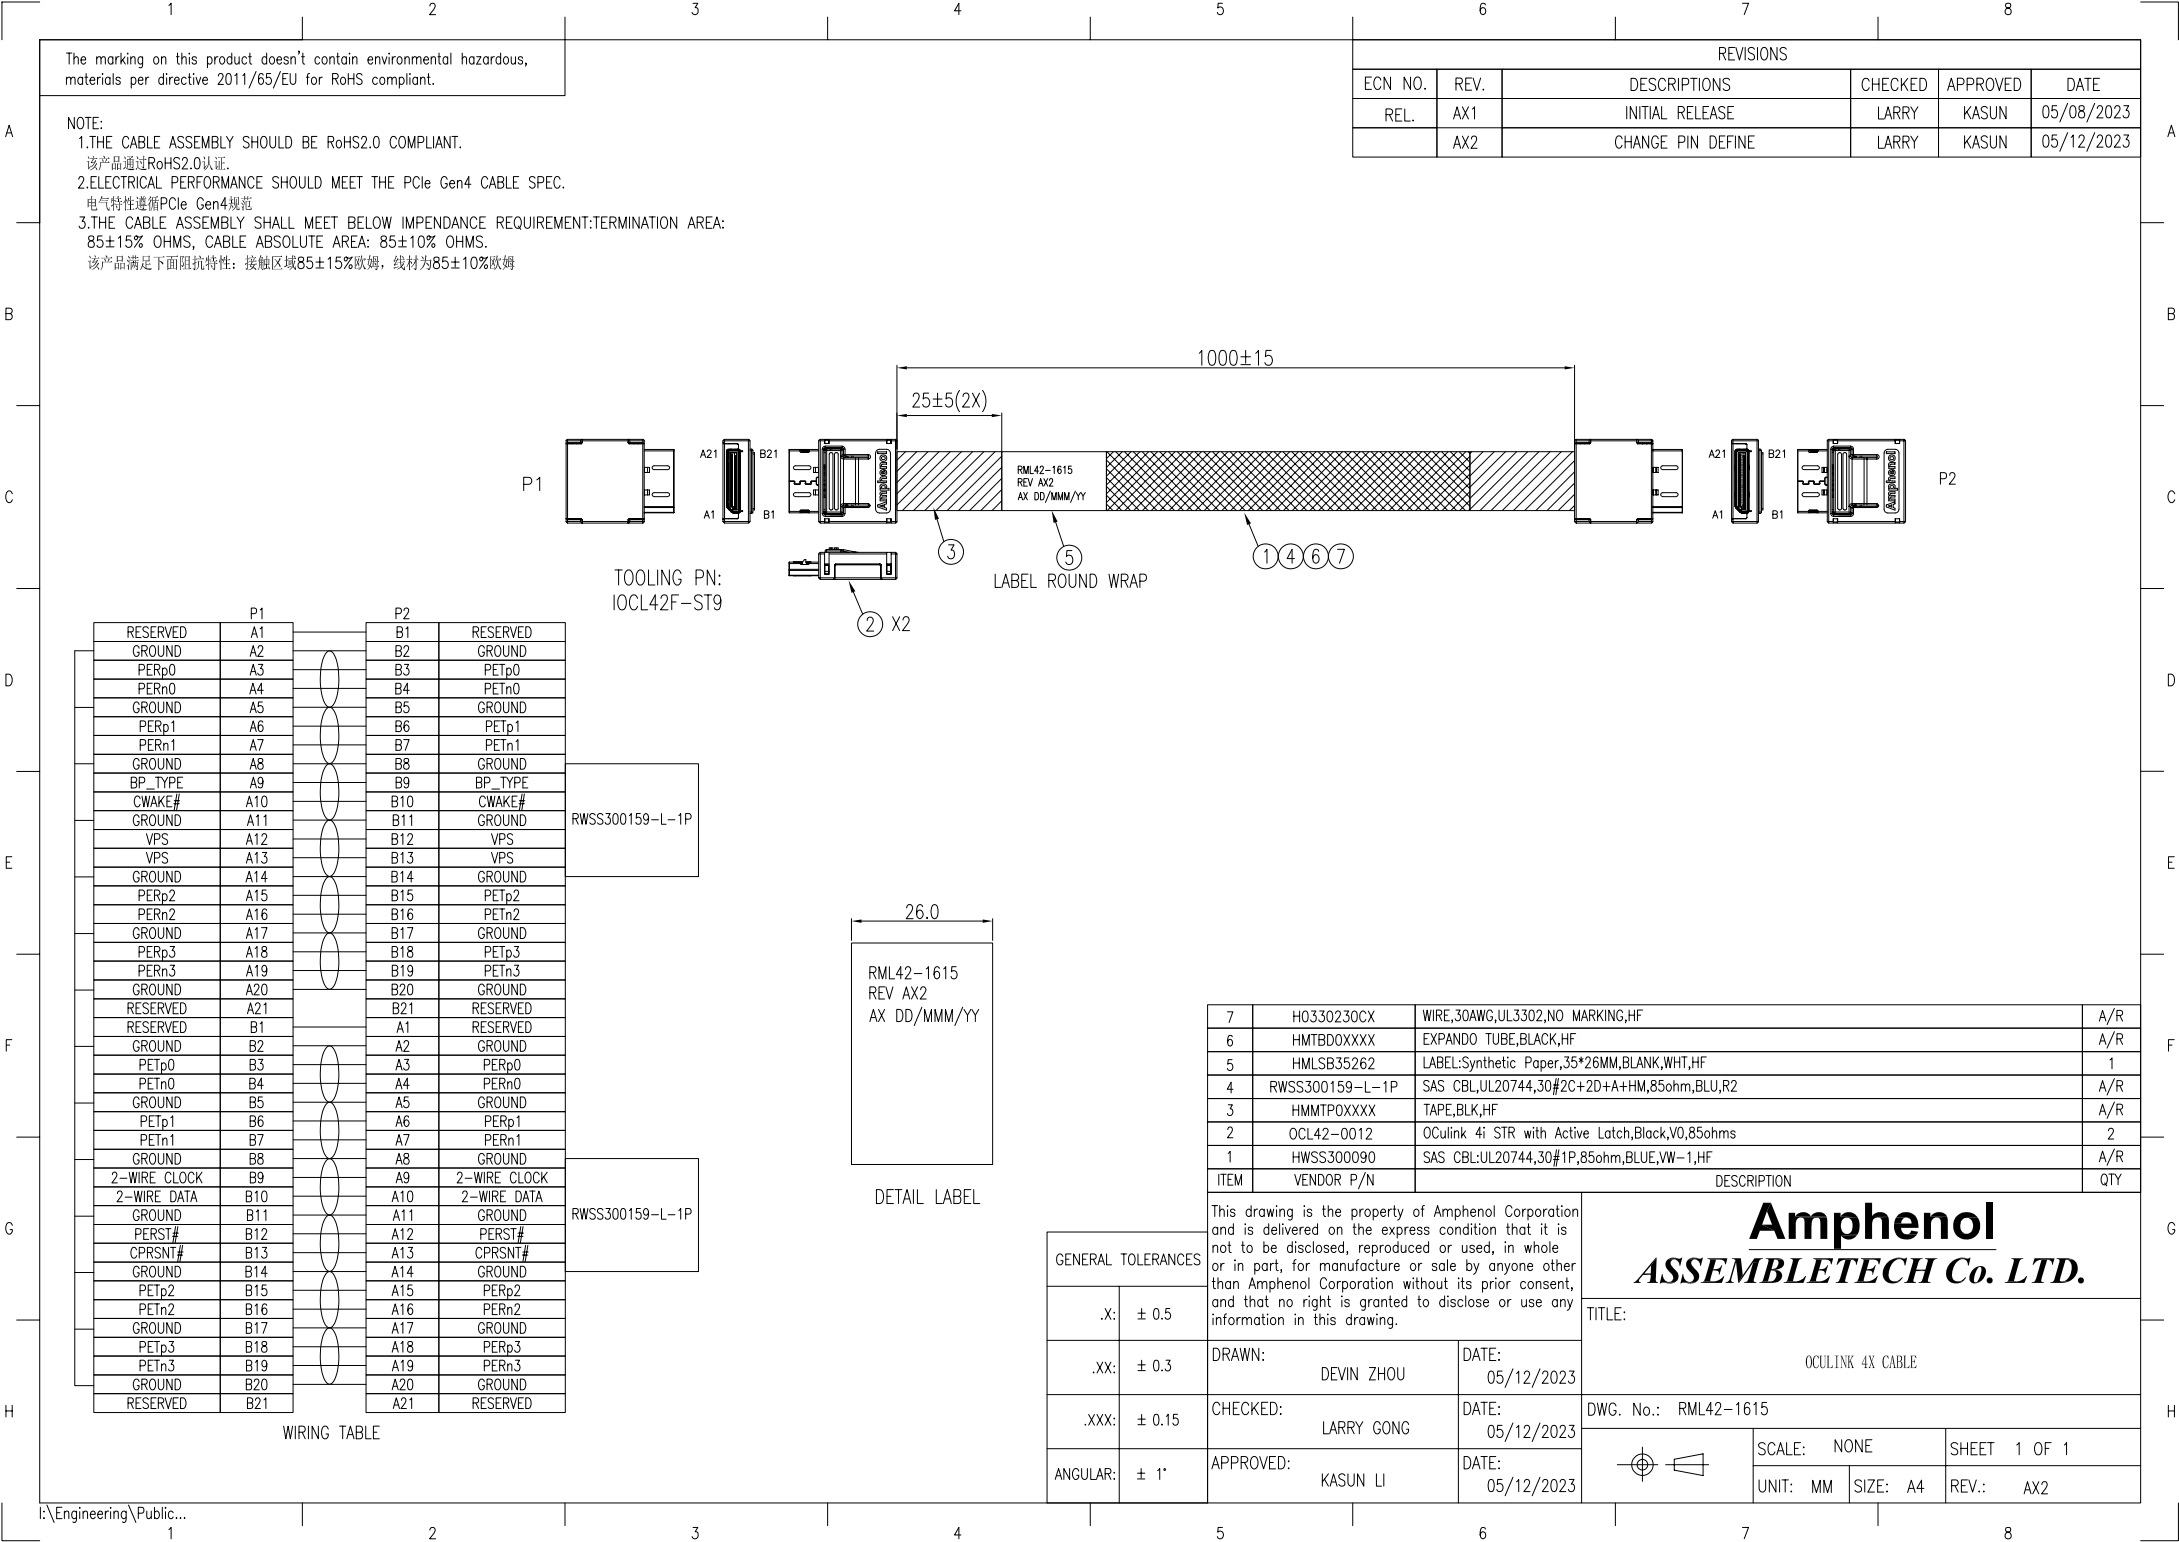 1 2 3 4 5 6 7 8
The marking on this product doesn't contain environmental hazardous,
materials per directive 2011/65/EU for RoHS compliant.
REVISIONS
ECN NO. REV. DESCRIPTIONS CHECKED APPROVED DATE
REL. AX1 INITIAL RELEASE LARRY KASUN 05/08/2023
AX2 CHANGE PIN DEFINE LARRY KASUN 05/12/2023
A A
NOTE:
1.THE CABLE ASSEMBLY SHOULD BE RoHS2.0 COMPLIANT.
该产品通过RoHS2.0认证.
2.ELECTRICAL PERFORMANCE SHOULD MEET THE PCIe Gen4 CABLE SPEC.
电气特性遵循PCIe Gen4规范
3.THE CABLE ASSEMBLY SHALL MEET BELOW IMPENDANCE REQUIREMENT:TERMINATION AREA:
85±15% OHMS, CABLE ABSOLUTE AREA: 85±10% OHMS.
该产品满足下面阻抗特性：接触区域85±15%欧姆，线材为85±10%欧姆
B B
1000±15
25±5(2X)
P1
A21 B21
A1 B1
Amphenol
RML42-1615
REV AX2
AX DD/MMM/YY
A21 B21
A1 B1
Amphenol
P2
C C
3
5
1 4 6 7
LABEL ROUND WRAP
TOOLING PN:
IOCL42F-ST9
2 X2
P1 P2
RESERVED A1 B1 RESERVED
GROUND A2 B2 GROUND
PERp0 A3 B3 PETp0
D D
PERn0 A4 B4 PETn0
GROUND A5 B5 GROUND
PERp1 A6 B6 PETp1
PERn1 A7 B7 PETn1
GROUND A8 B8 GROUND
BP_TYPE A9 B9 BP_TYPE
CWAKE# A10 B10 CWAKE#
GROUND A11 B11 GROUND RWSS300159-L-1P
VPS A12 B12 VPS
VPS A13 B13 VPS
E E
GROUND A14 B14 GROUND
PERp2 A15 B15 PETp2
PERn2 A16 B16 PETn2
GROUND A17 B17 GROUND
PERp3 A18 B18 PETp3
PERn3 A19 B19 PETn3
GROUND A20 B20 GROUND
RESERVED A21 B21 RESERVED
RESERVED B1 A1 RESERVED
GROUND B2 A2 GROUND
F F
PETp0 B3 A3 PERp0
PETn0 B4 A4 PERn0
GROUND B5 A5 GROUND
PETp1 B6 A6 PERp1
PETn1 B7 A7 PERn1
GROUND B8 A8 GROUND
2-WIRE CLOCK B9 A9 2-WIRE CLOCK
2-WIRE DATA B10 A10 2-WIRE DATA
GROUND B11 A11 GROUND RWSS300159-L-1P
PERST# B12 A12 PERST#
G G
CPRSNT# B13 A13 CPRSNT#
GROUND B14 A14 GROUND
PETp2 B15 A15 PERp2
PETn2 B16 A16 PERn2
GROUND B17 A17 GROUND
PETp3 B18 A18 PERp3
PETn3 B19 A19 PERn3
GROUND B20 A20 GROUND
RESERVED B21 A21 RESERVED
H H
WIRING TABLE
26.0
RML42-1615
REV AX2
AX DD/MMM/YY
DETAIL LABEL
7 H0330230CX WIRE,30AWG,UL3302,NO MARKING,HF A/R
6 HMTBD0XXXX EXPANDO TUBE,BLACK,HF A/R
5 HMLSB35262 LABEL:Synthetic Paper,35*26MM,BLANK,WHT,HF 1
4 RWSS300159-L-1P SAS CBL,UL20744,30#2C+2D+A+HM,85ohm,BLU,R2 A/R
3 HMMTP0XXXX TAPE,BLK,HF A/R
2 OCL42-0012 OCulink 4i STR with Active Latch,Black,V0,85ohms 2
1 HWSS300090 SAS CBL:UL20744,30#1P,85ohm,BLUE,VW-1,HF A/R
ITEM VENDOR P/N DESCRIPTION QTY
This drawing is the property of Amphenol Corporation
and is delivered on the express condition that it is
not to be disclosed, reproduced or used, in whole
or in part, for manufacture or sale by anyone other
than Amphenol Corporation without its prior consent,
and that no right is granted to disclose or use any
information in this drawing.
Amphenol
ASSEMBLETECH Co. LTD.
GENERAL TOLERANCES
.X: ± 0.5
.XX: ± 0.3
.XXX: ± 0.15
ANGULAR: ± 1°
DRAWN: DEVIN ZHOU DATE: 05/12/2023
CHECKED: LARRY GONG DATE: 05/12/2023
APPROVED: KASUN LI DATE: 05/12/2023
TITLE:
OCULINK 4X CABLE
DWG. No.: RML42-1615
SCALE: NONE SHEET 1 OF 1
UNIT: MM SIZE: A4 REV.: AX2
I:\Engineering\Public...
1 2 3 4 5 6 7 8